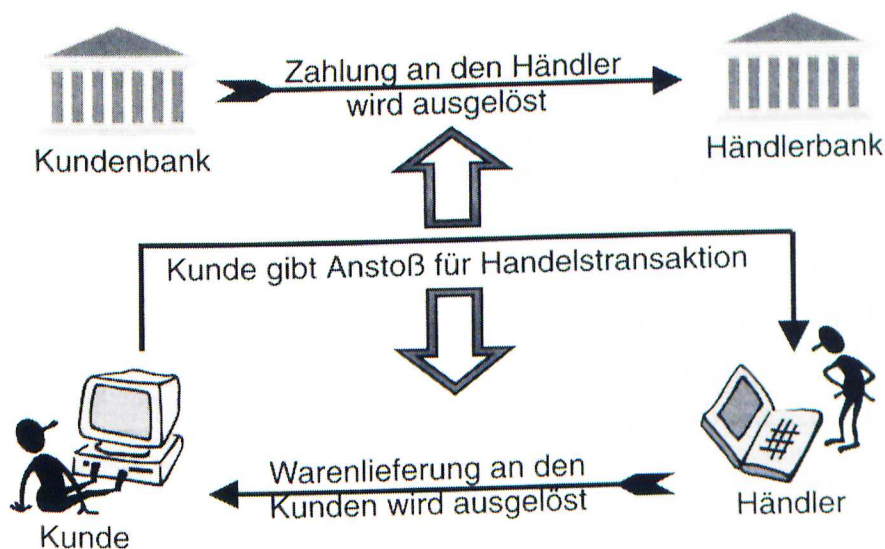 Zahlung an den Händler
wird ausgelöst
Kundenbank
Händlerbank
Kunde gibt Anstoß für Handelstransaktion
Warenlieferung an den
Kunden wird ausgelöst
Kunde
Händler